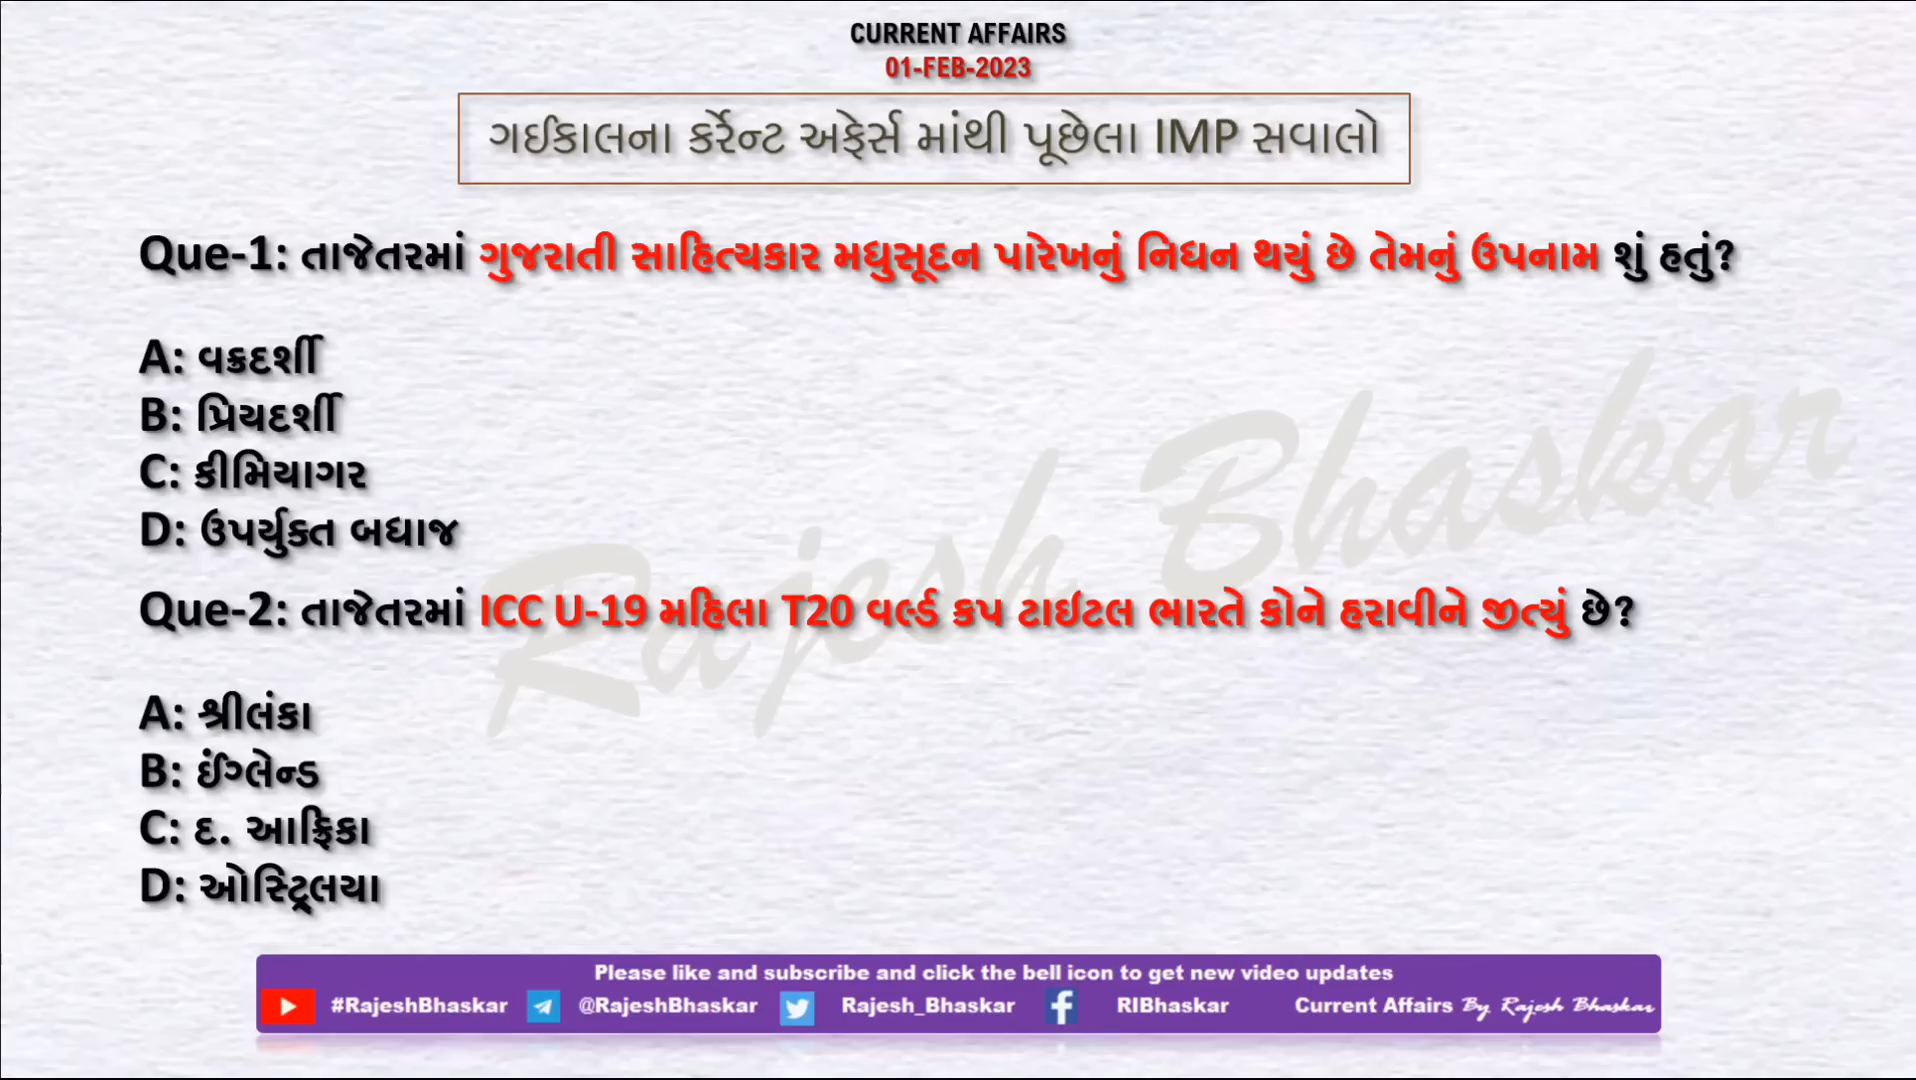 CURRENT AFFAIRS
01-FEB-2023
ગઈકાલના કર્રેન્ટ અફેર્સ માંથી પૂછેલા IMP સવાલો
Que-1: તાજેતરમાં ગુજરાતી સાહિત્યકાર મધુસૂદન પારેખનું નિધન થયું છે તેમનું ઉપનામ શું હતું?
A: વક્રદર્શી
B: પ્રિયદર્શી
C: કીમિયાગર
D: ઉપર્યુક્ત બધાજ
Que-2: તાજેતરમાં ICC U-19 મહિલા T20 વર્લ્ડ કપ ટાઈટલ ભારતે કોને હરાવીને જીત્યું છે?
A: શ્રીલંકા
B: ઈંગ્લેન્ડ
C: દ. આફ્રિકા
D: ઓસ્ટ્રિલયા
Rajesh Bhaskar
Please like and subscribe and click the bell icon to get new video updates
#RajeshBhaskar @RajeshBhaskar Rajesh_Bhaskar RIBhaskar Current Affairs By Rajesh Bhaskar